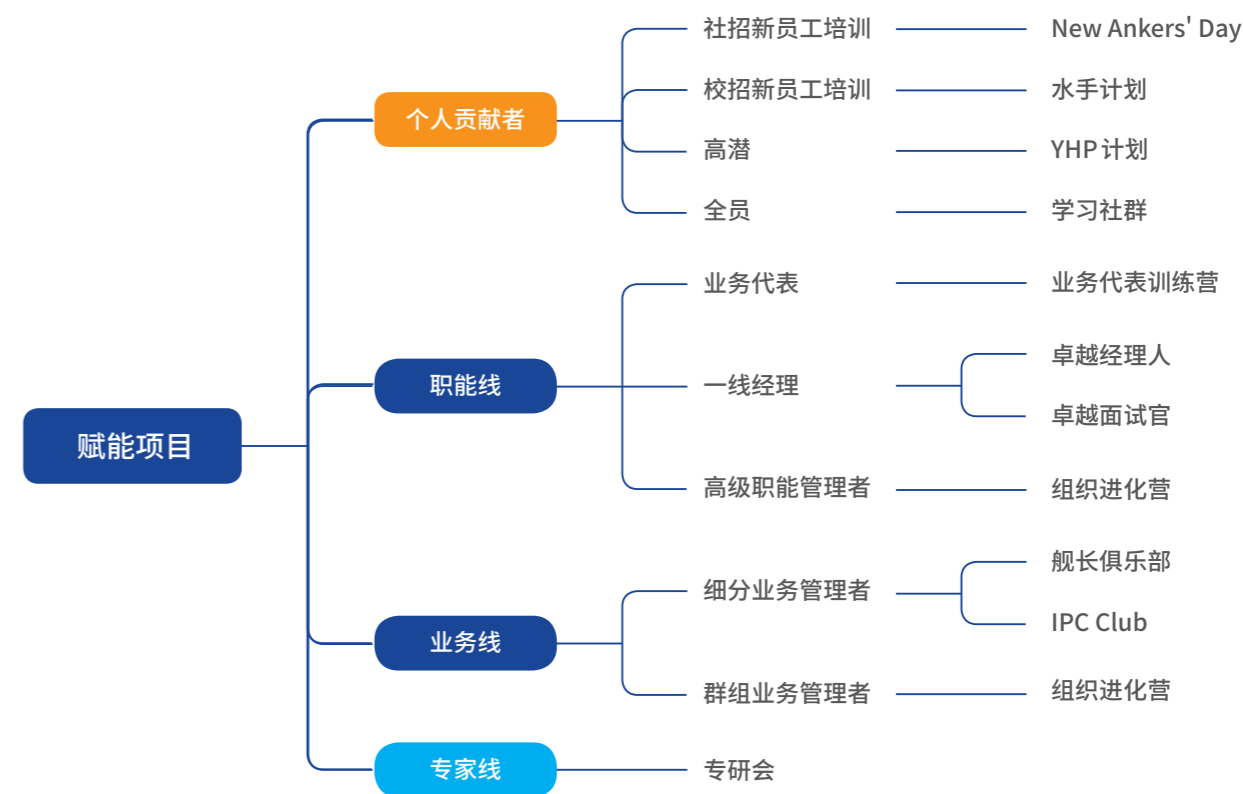 赋能项目
个人贡献者
社招新员工培训
New Ankers' Day
校招新员工培训
水手计划
高潜
YHP计划
全员
学习社群
职能线
业务代表
业务代表训练营
一线经理
卓越经理人
卓越面试官
高级职能管理者
组织进化营
业务线
细分业务管理者
舰长俱乐部
IPC Club
群组业务管理者
组织进化营
专家线
专研会